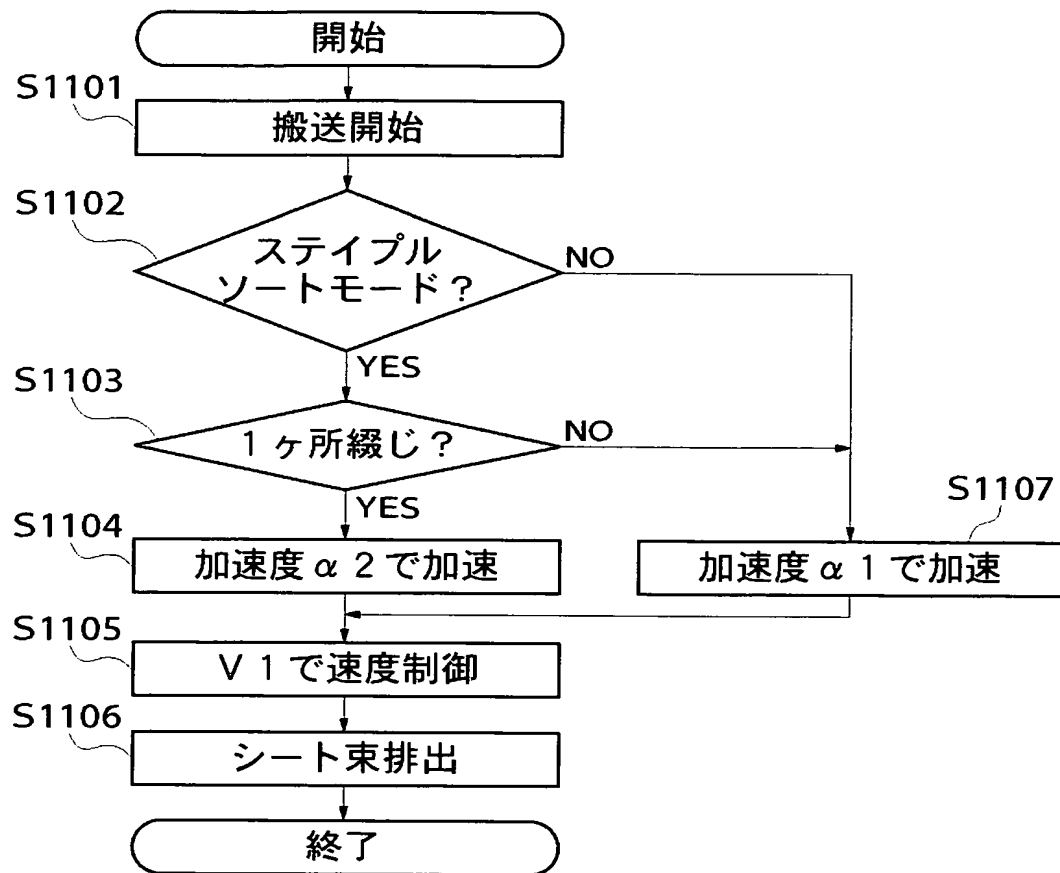 開始
S1101
搬送開始
S1102
ステイプル
ソートモード？
NO
YES
S1103
１ヶ所綴じ？
NO
YES
S1104
加速度α２で加速
S1107
加速度α１で加速
S1105
Ｖ１で速度制御
S1106
シート束排出
終了